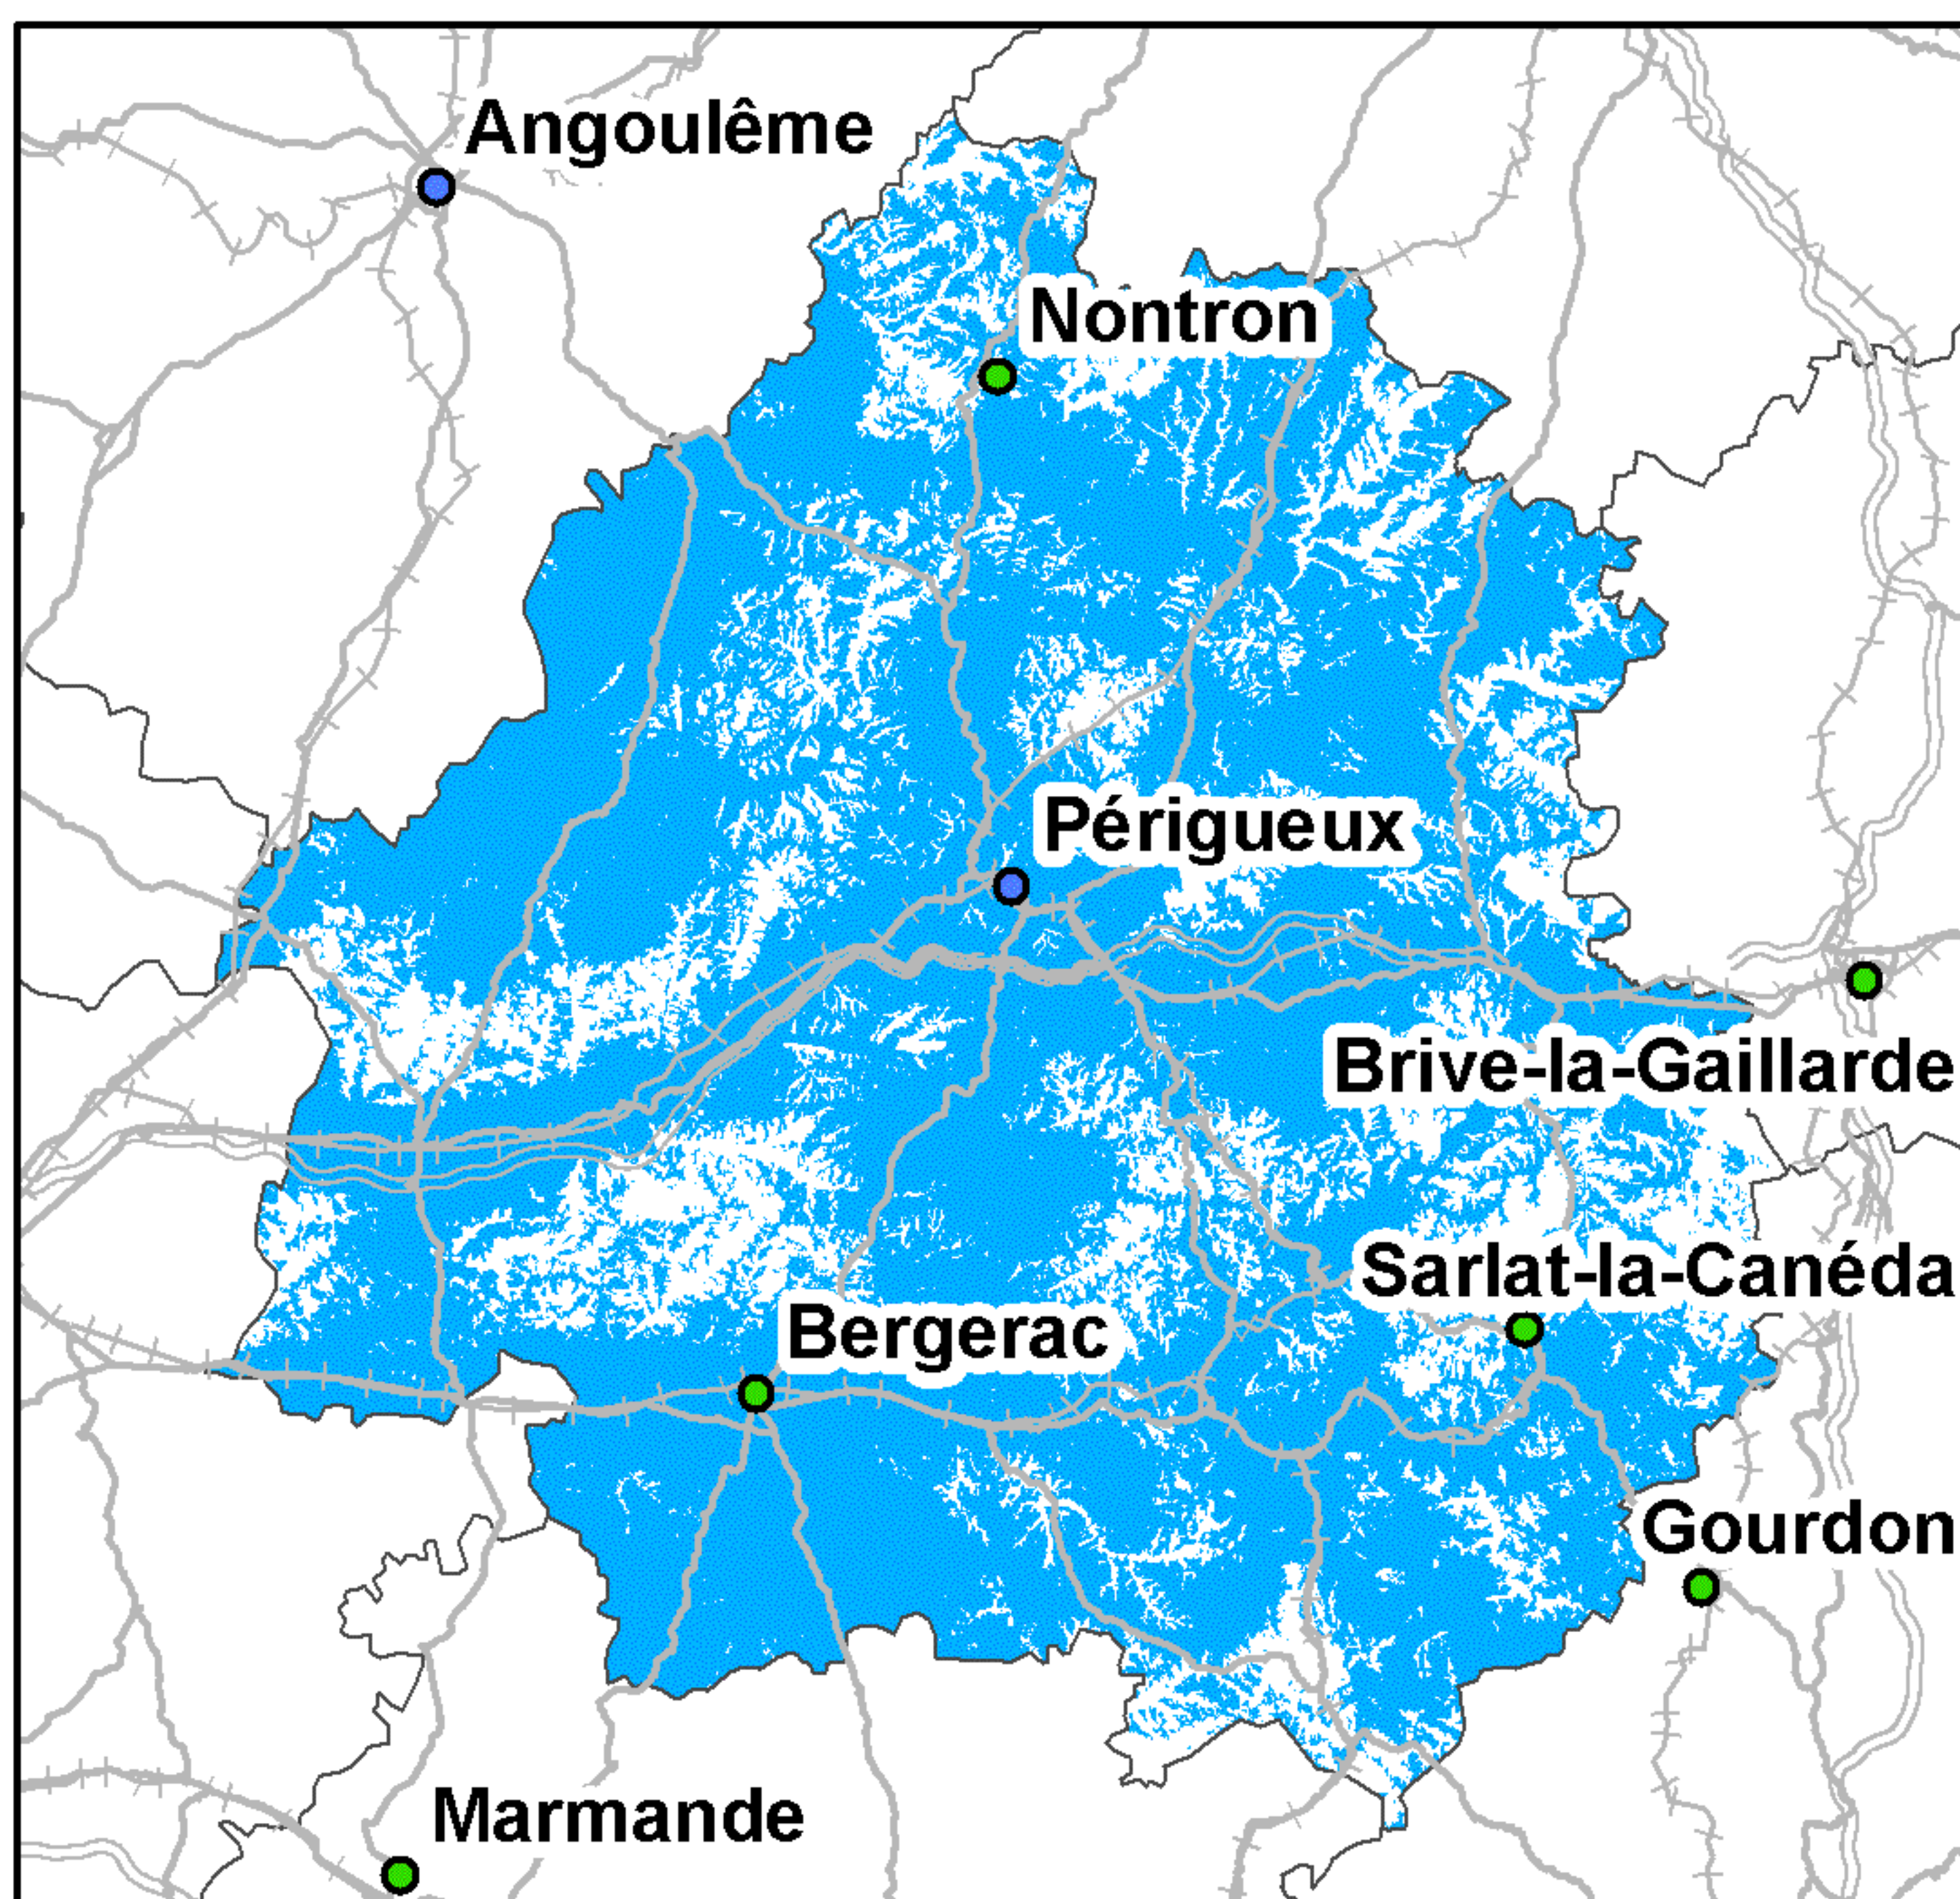 Angoulême
Nontron
Périgueux
Brive-la-Gaillarde
Sarlat-la-Canéda
Bergerac
Gourdon
Marmande